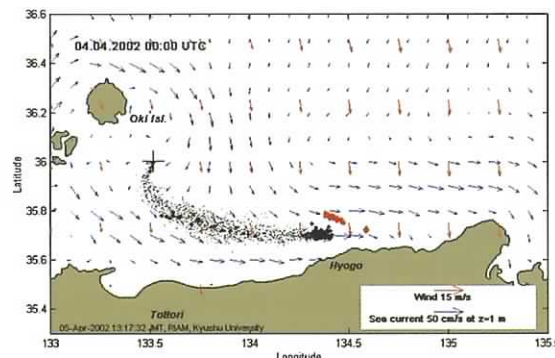 36.6
04.04.2002 00:00 UTC
36.4
36.2
Oki Isl.
Latitude
36
35.8
35.6
Hyogo
Wind 15 m/s
35.4
Sea current 50 cm/s at z=1 m
Tottori
05-Apr-2002 13:17:32 JMT, RIAM, Kyushu University
133
133.5
134
134.5
135
135.5
Longitude